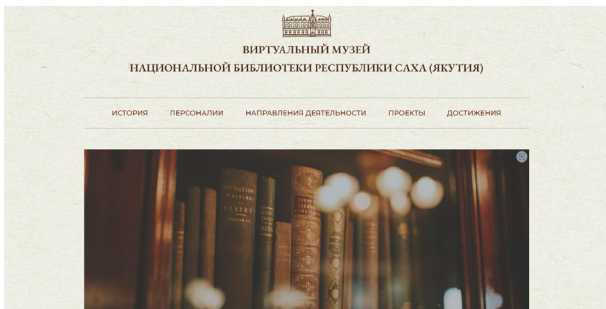 ВИРТУАЛЬНЫЙ МУЗЕЙ
НАЦИОНАЛЬНОЙ БИБЛИОТЕКИ РЕСПУБЛИКИ САХА (ЯКУТИЯ)
ИСТОРИЯ ПЕРСОНАЛИИ НАПРАВЛЕНИЯ ДЕЯТЕЛЬНОСТИ ПРОЕКТЫ ДОСТИЖЕНИЯ